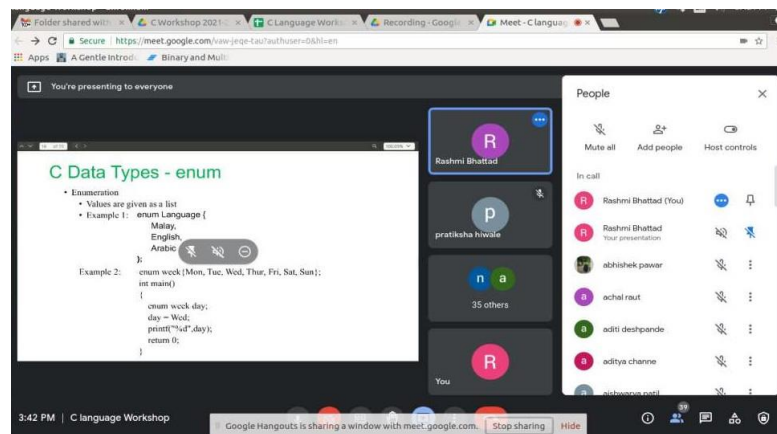 Folder shared with
C Workshop 2021-
C Language Works
Recording - Google
Meet - C languag
Secure | https://meet.google.com/vaw-jeqe-tau?authuser=0&hl=en
Apps A Gentle Introdu Binary and Multi
You're presenting to everyone
C Data Types - enum
• Enumeration
• Values are given as a list
• Example 1: enum Language {
Malay,
English,
Arabic
};
Example 2: enum week{Mon, Tue, Wed, Thur, Fri, Sat, Sun};
int main()
{
enum week day;
day = Wed;
printf("%d",day);
return 0;
}
R
Rashmi Bhattad
p
pratiksha hiwale
n a
35 others
R
You
People
Mute all Add people Host controls
In call
R Rashmi Bhattad (You)
R Rashmi Bhattad
Your presentation
abhishek pawar
a achal raut
a aditi deshpande
a aditya channe
a aishwarya patil
3:42 PM | C language Workshop
39
Google Hangouts is sharing a window with meet.google.com. Stop sharing Hide